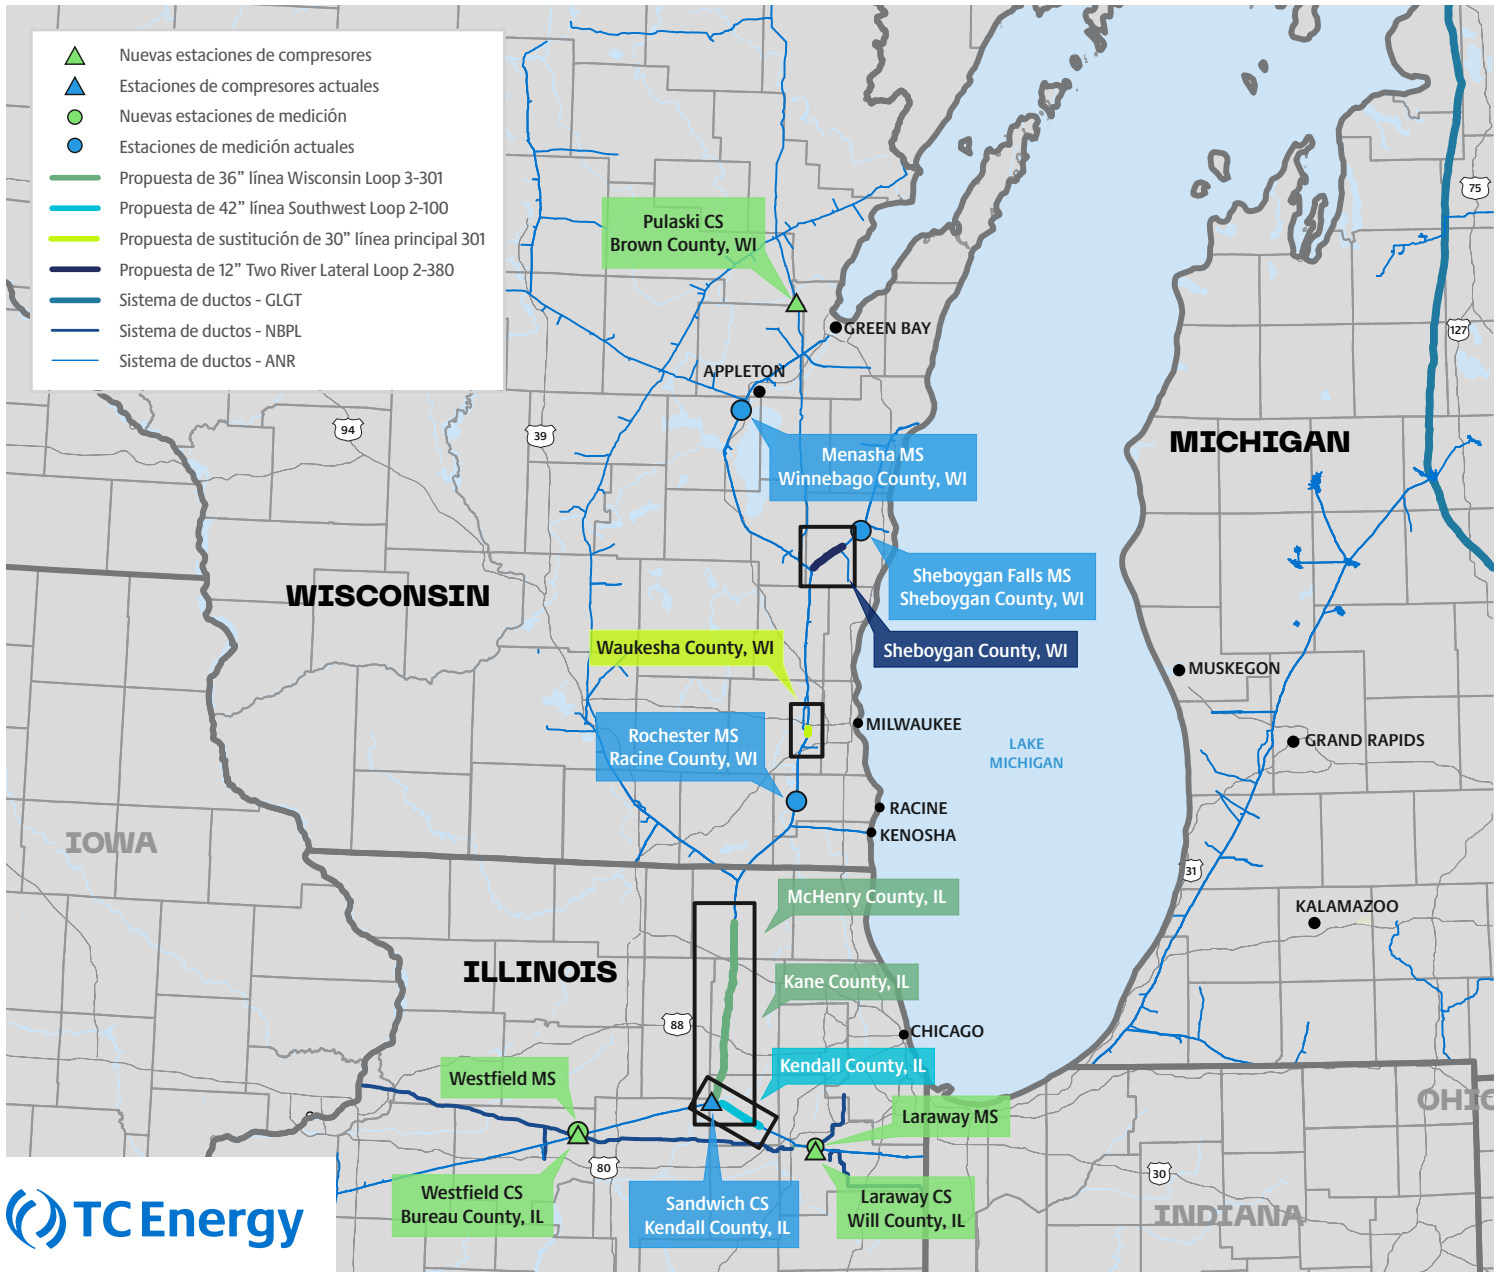 Nuevas estaciones de compresores
Estaciones de compresores actuales
Nuevas estaciones de medición
Estaciones de medición actuales
Propuesta de 36” línea Wisconsin Loop 3-301
Propuesta de 42” línea Southwest Loop 2-100
Propuesta de sustitución de 30” línea principal 301
Propuesta de 12” Two River Lateral Loop 2-380
Sistema de ductos - GLGT
Sistema de ductos - NBPL
Sistema de ductos - ANR
75
Pulaski CS
Brown County, WI
GREEN BAY
127
APPLETON
94
39
MICHIGAN
Menasha MS
Winnebago County, WI
WISCONSIN
Sheboygan Falls MS
Sheboygan County, WI
Waukesha County, WI
Sheboygan County, WI
MUSKEGON
MILWAUKEE
Rochester MS
Racine County, WI
LAKE
MICHIGAN
GRAND RAPIDS
RACINE
KENOSHA
IOWA
31
McHenry County, IL
KALAMAZOO
ILLINOIS
Kane County, IL
88
CHICAGO
Kendall County, IL
Westfield MS
OHIO
Laraway MS
80
30
Westfield CS
Bureau County, IL
Sandwich CS
Kendall County, IL
Laraway CS
Will County, IL
INDIANA
TC Energy